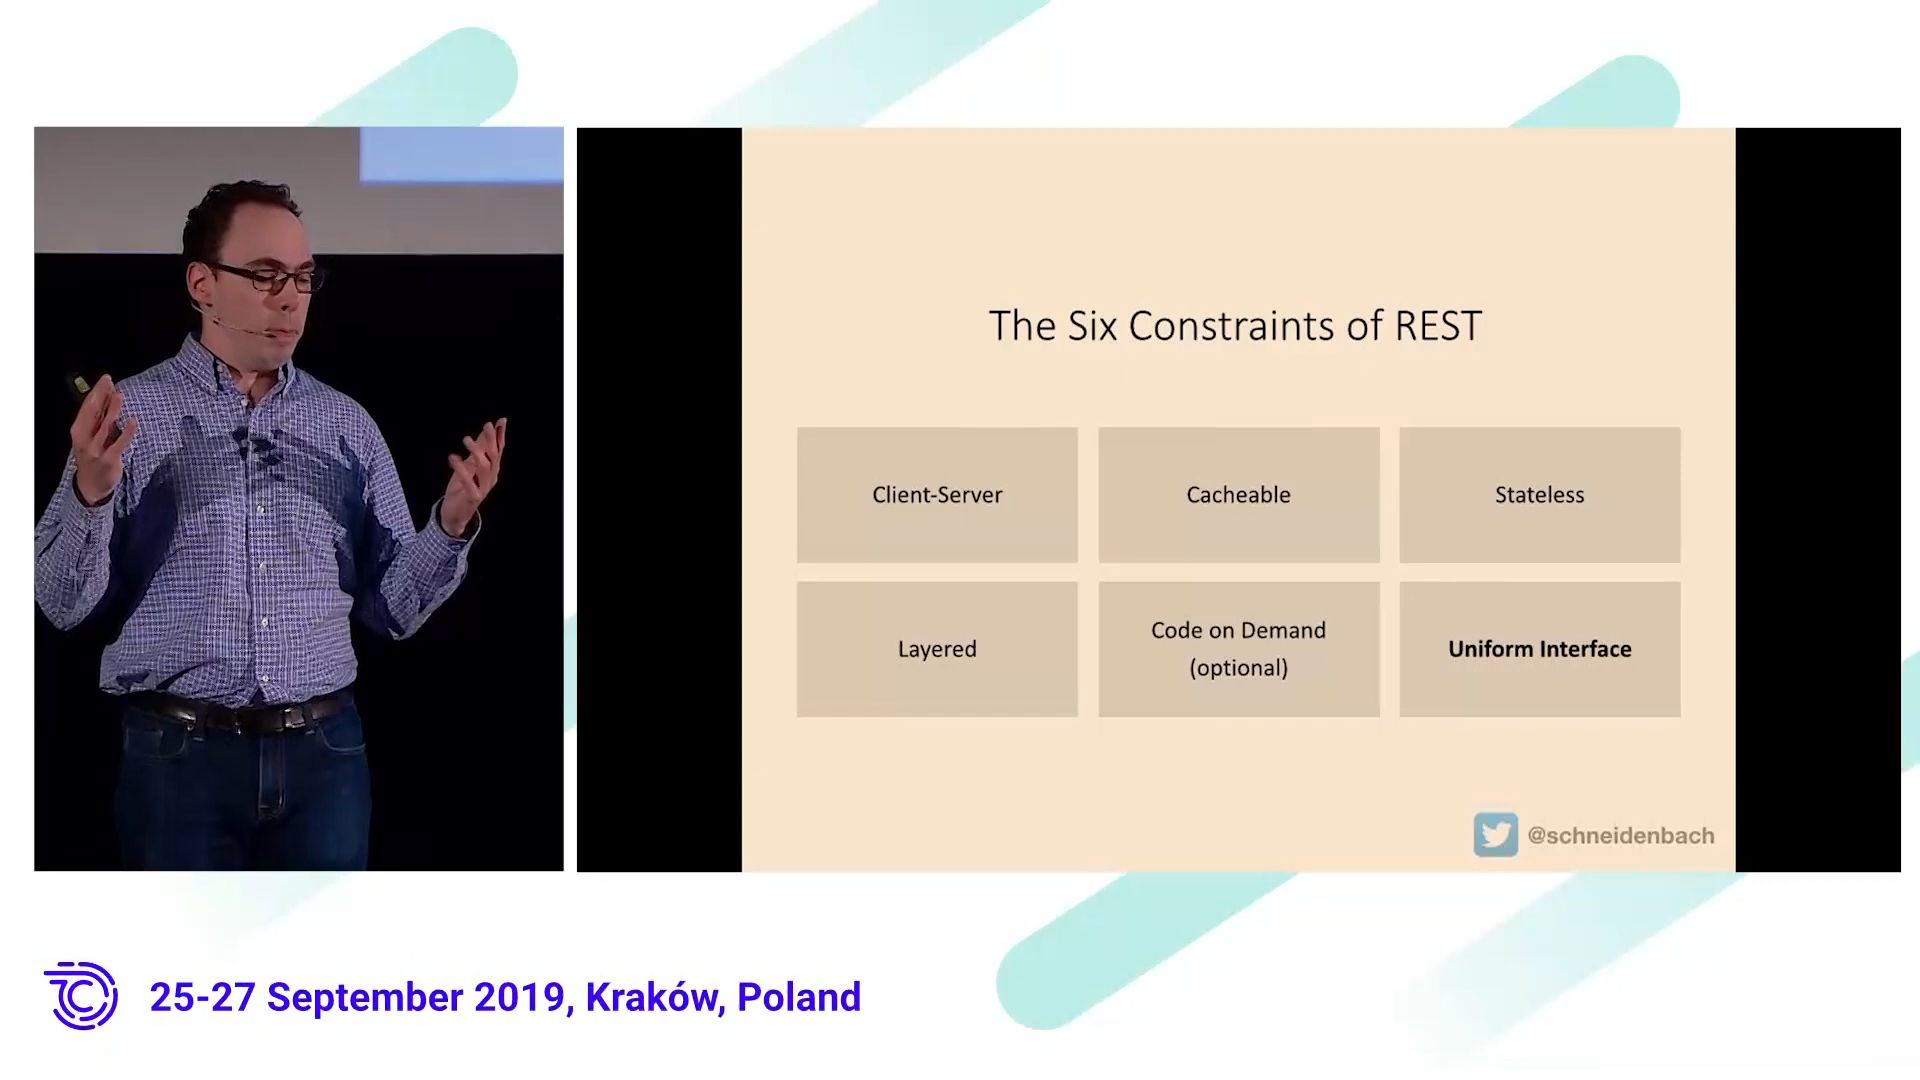 The Six Constraints of REST
Client-Server
Cacheable
Stateless
Layered
Code on Demand
(optional)
Uniform Interface
@schneidenbach
25-27 September 2019, Kraków, Poland